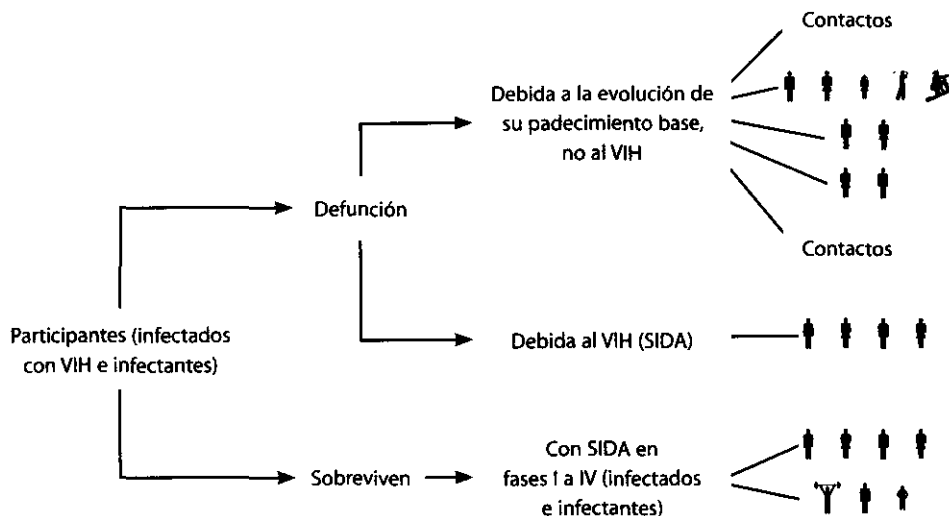 Contactos
Debida a la evolución de
su padecimiento base,
no al VIH
Defunción
Contactos
Participantes (infectados
con VIH e infectantes)
Debida al VIH (SIDA)
Sobreviven
Con SIDA en
fases I a IV (infectados
e infectantes)